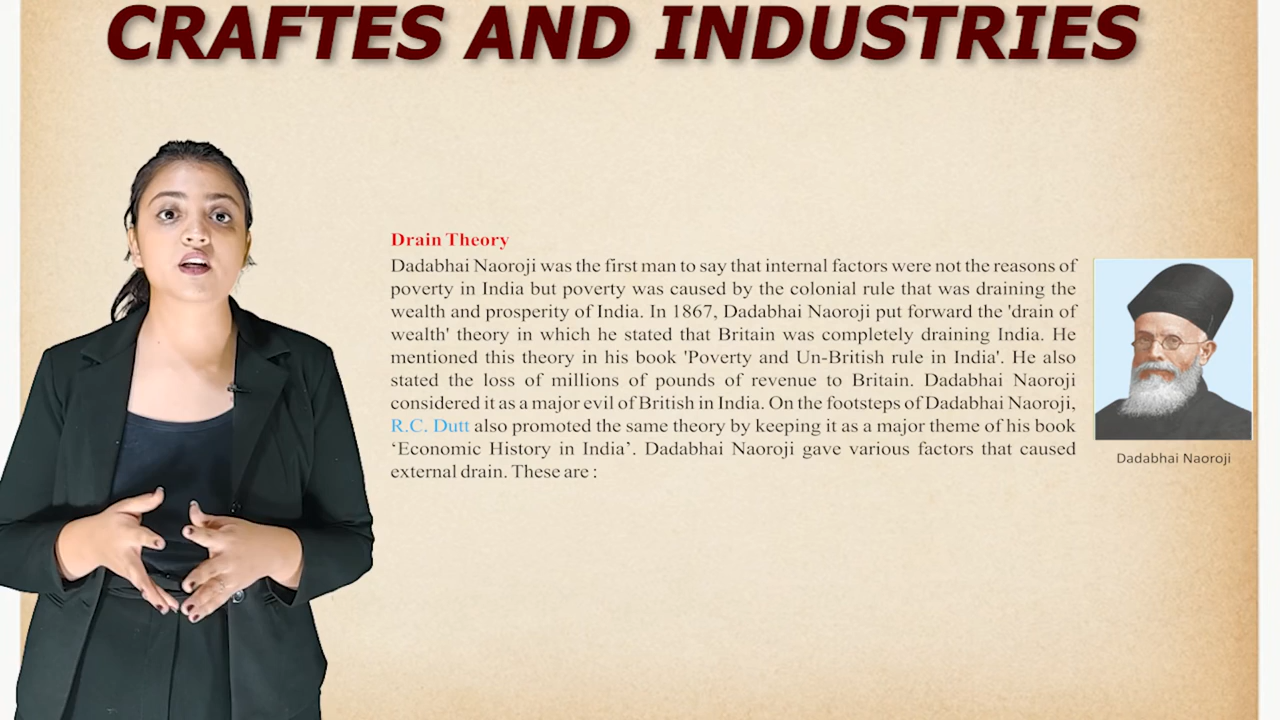 CRAFTES AND INDUSTRIES
Drain Theory
Dadabhai Naoroji was the first man to say that internal factors were not the reasons of
poverty in India but poverty was caused by the colonial rule that was draining the
wealth and prosperity of India. In 1867, Dadabhai Naoroji put forward the 'drain of
wealth' theory in which he stated that Britain was completely draining India. He
mentioned this theory in his book 'Poverty and Un-British rule in India'. He also
stated the loss of millions of pounds of revenue to Britain. Dadabhai Naoroji
considered it as a major evil of British in India. On the footsteps of Dadabhai Naoroji,
R.C. Dutt also promoted the same theory by keeping it as a major theme of his book
‘Economic History in India’. Dadabhai Naoroji gave various factors that caused
external drain. These are :
Dadabhai Naoroji